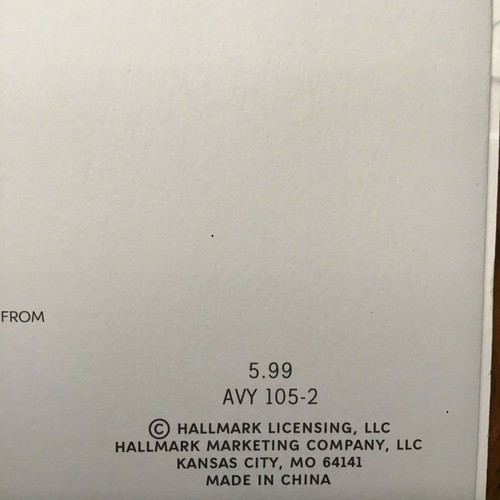 FROM
5.99
AVY 105-2
© HALLMARK LICENSING, LLC
HALLMARK MARKETING COMPANY, LLC
KANSAS CITY, MO 64141
MADE IN CHINA